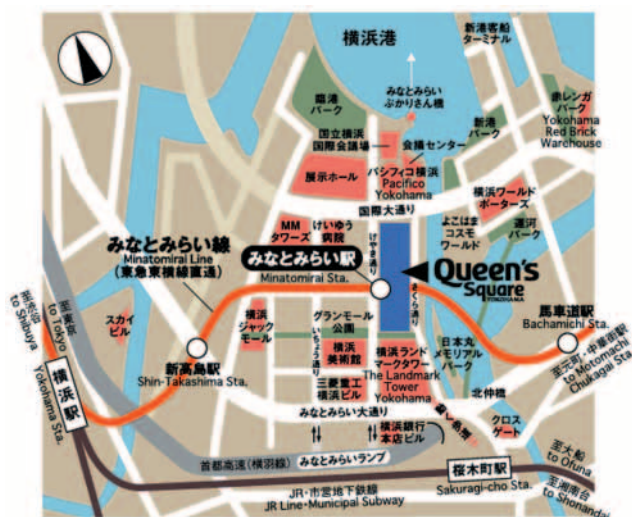 横浜港
新港客船
ターミナル
みなとみらい
ぷかりさん橋
臨港
パーク
新港
パーク
赤レンガ
パーク
Yokohama
Red Brick
Warehouse
国立横浜
国際会議場
会議センター
展示ホール
パシフィコ横浜
Pacifico
Yokohama
横浜ワールド
ポーターズ
国際大通り
よこはま
コスモ
ワールド
運河
パーク
MM
タワーズ
けいゆう
病院
けやき通り
みなとみらい線
Minatomirai Line
(東急東横線直通)
みなとみらい駅
Minatomirai Sta.
Queen's
Square
YOKOHAMA
さくら通り
至渋谷
to Shibuya
至東京
to Tokyo
スカイ
ビル
横浜
ジャック
モール
グランモール
公園
いちょう通り
横浜
美術館
横浜ランド
マークタワー
The Landmark
Tower
Yokohama
日本丸
メモリアル
パーク
馬車道駅
Bachamichi Sta.
至元町・中華街駅
to Motomachi
Chukagai Sta.
新高島駅
Shin-Takashima Sta.
三菱重工
横浜ビル
北仲橋
横浜駅
Yokohama Sta.
みなとみらい大通り
動く歩道
クロス
ゲート
横浜銀行
本店ビル
首都高速(横羽線)
みなとみらいランプ
桜木町駅
Sakuragi-cho Sta.
至大船
to Ofuna
至湘南台
to Shonandai
JR・市営地下鉄線
JR Line・Municipal Subway